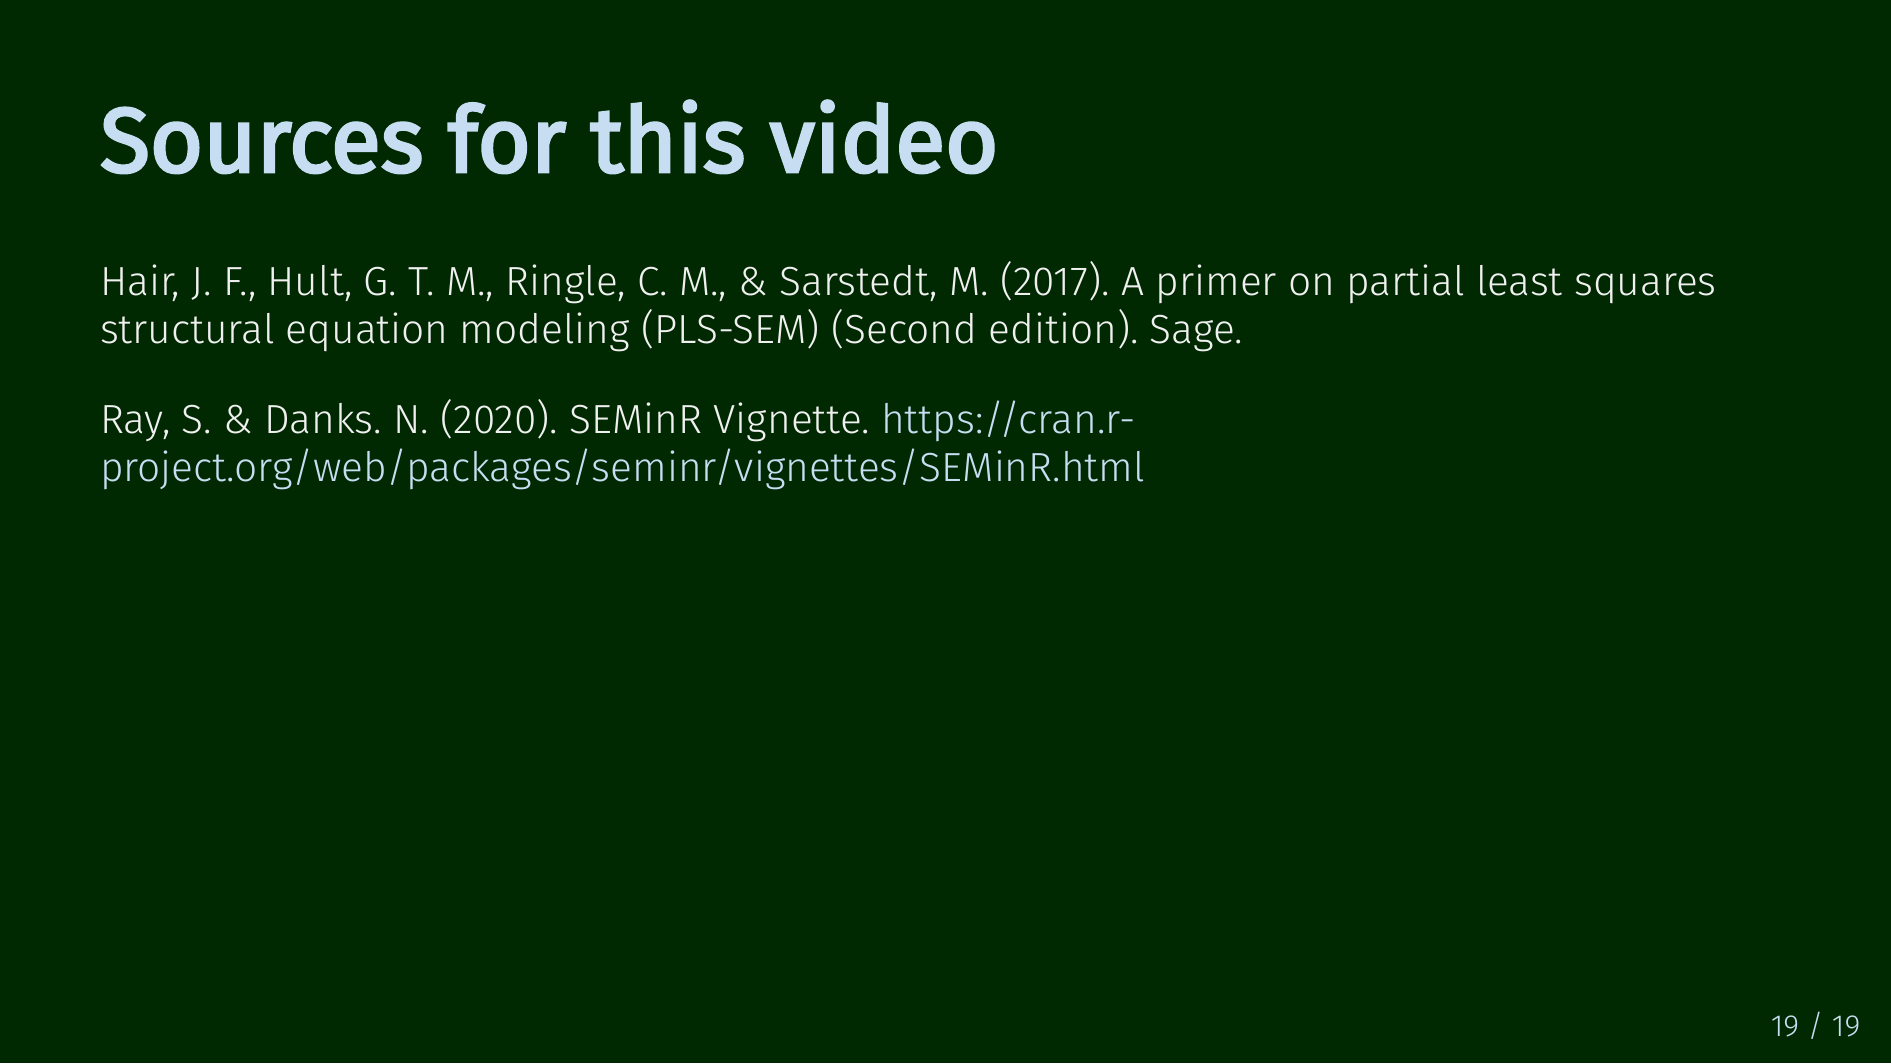 Sources for this video
Hair, J. F., Hult, G. T. M., Ringle, C. M., & Sarstedt, M. (2017). A primer on partial least squares
structural equation modeling (PLS-SEM) (Second edition). Sage.
Ray, S. & Danks. N. (2020). SEMinR Vignette. https://cran.r-
project.org/web/packages/seminr/vignettes/SEMinR.html
19 / 19